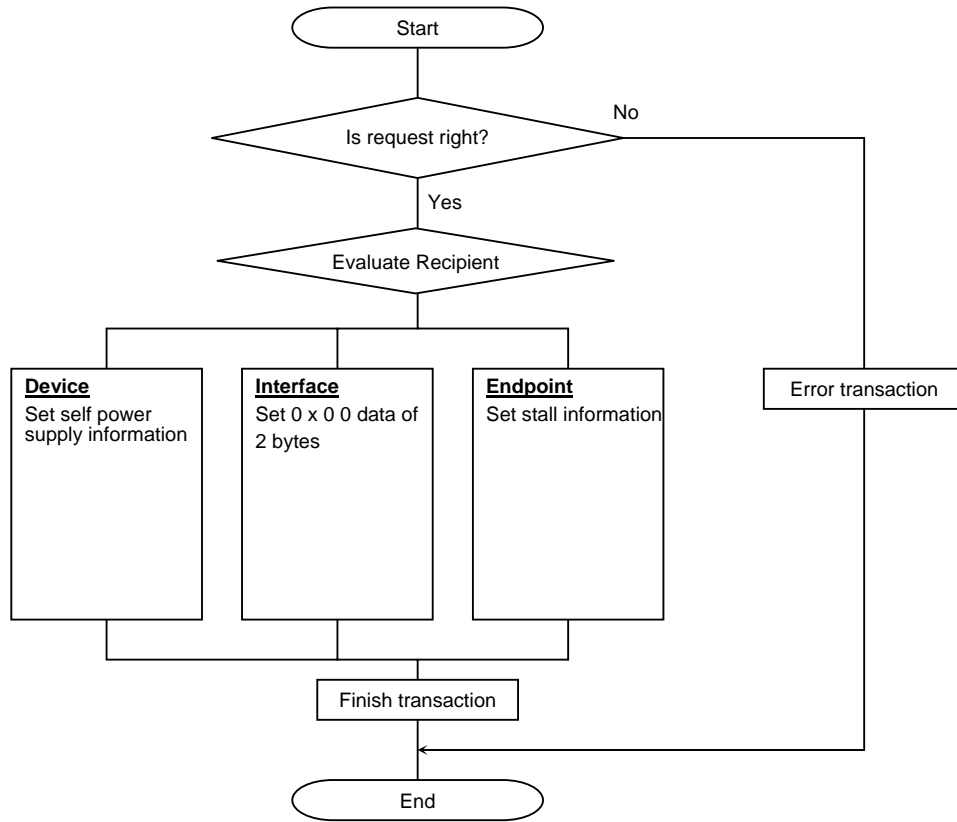 Start
No
Is request right?
Yes
Evaluate Recipient
Device
Set self power
supply information
Interface
Set 0 x 0 0 data of
2 bytes
Endpoint
Set stall information
Error transaction
Finish transaction
End